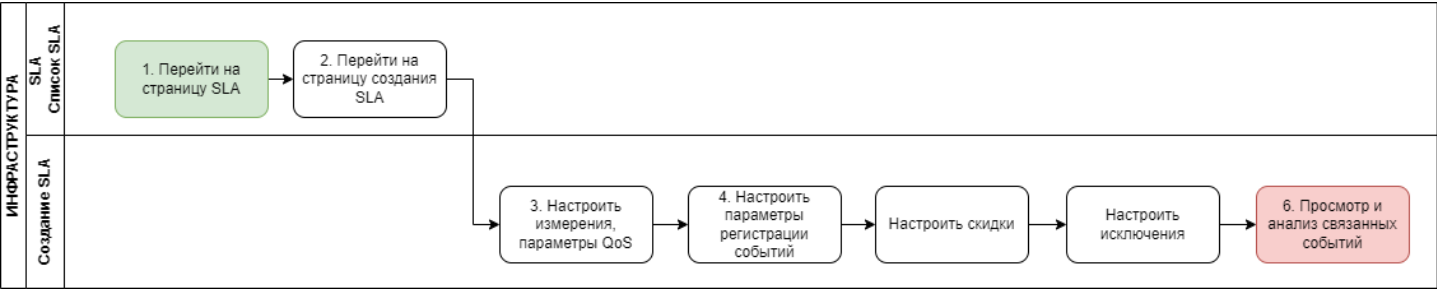 ИНФРАСТРУКТУРА
SLA
Список SLA
1. Перейти на
страницу SLA
2. Перейти на
страницу создания
SLA
Создание SLA
3. Настроить
измерения,
параметры QoS
4. Настроить
параметры
регистрации
событий
Настроить скидки
Настроить
исключения
6. Просмотр и
анализ связанных
событий